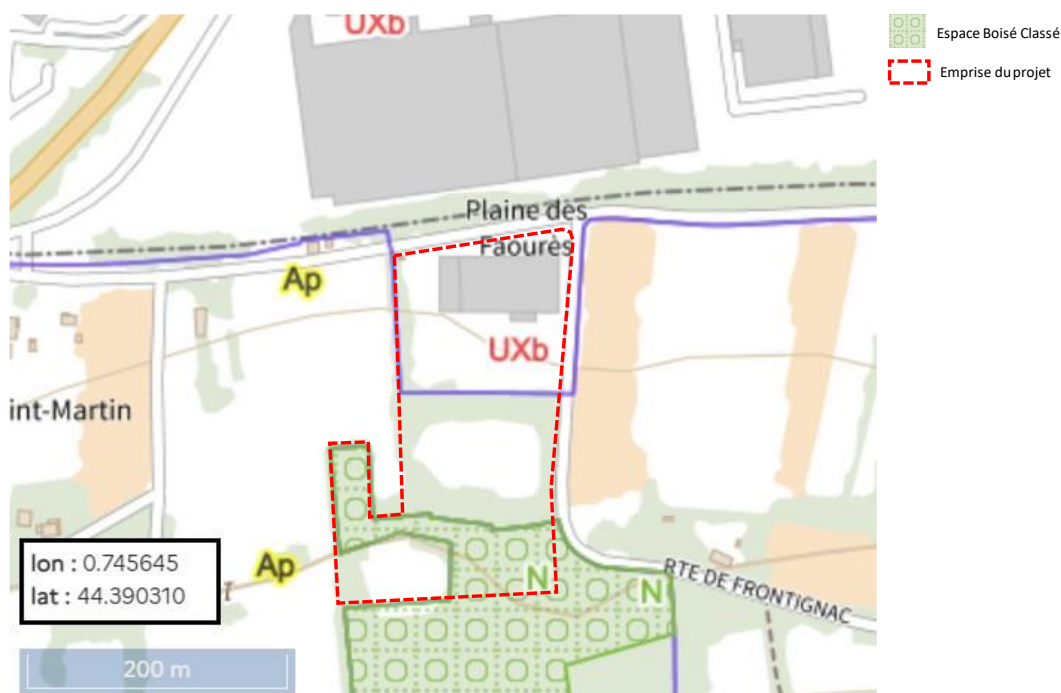 UXb
Espace Boisé Classé
Emprise du projet
Plaine des
Faourès
Ap
UXb
int-Martin
lon : 0.745645
lat : 44.390310
Ap
N
N
RTE DE FRONTIGNAC
200 m